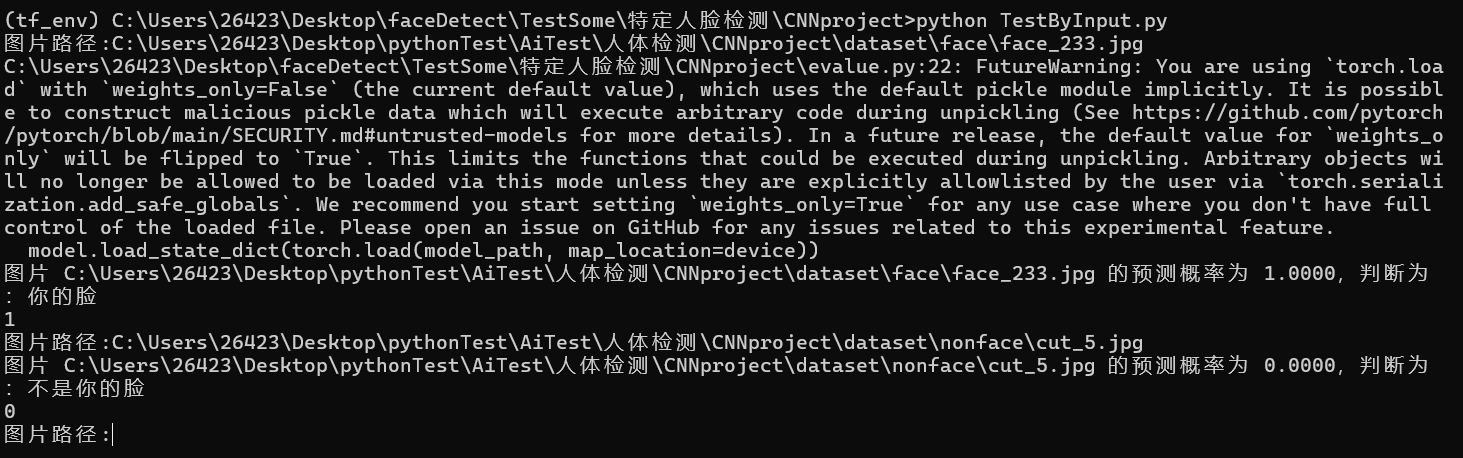 (tf_env) C:\Users\26423\Desktop\faceDetect\TestSome\特定人脸检测\CNNproject>python TestByInput.py
图片路径:C:\Users\26423\Desktop\pythonTest\AiTest\人体检测\CNNproject\dataset\face\face_233.jpg
C:\Users\26423\Desktop\faceDetect\TestSome\特定人脸检测\CNNproject\evalue.py:22: FutureWarning: You are using `torch.loa
d` with `weights_only=False` (the current default value), which uses the default pickle module implicitly. It is possibl
e to construct malicious pickle data which will execute arbitrary code during unpickling (See https://github.com/pytorch
/pytorch/blob/main/SECURITY.md#untrusted-models for more details). In a future release, the default value for `weights_o
nly` will be flipped to `True`. This limits the functions that could be executed during unpickling. Arbitrary objects wi
ll no longer be allowed to be loaded via this mode unless they are explicitly allowlisted by the user via `torch.seriali
zation.add_safe_globals`. We recommend you start setting `weights_only=True` for any use case where you don't have full
control of the loaded file. Please open an issue on GitHub for any issues related to this experimental feature.
  model.load_state_dict(torch.load(model_path, map_location=device))
图片 C:\Users\26423\Desktop\pythonTest\AiTest\人体检测\CNNproject\dataset\face\face_233.jpg 的预测概率为 1.0000, 判断为
: 你的脸
1
图片路径:C:\Users\26423\Desktop\pythonTest\AiTest\人体检测\CNNproject\dataset\nonface\cut_5.jpg
图片 C:\Users\26423\Desktop\pythonTest\AiTest\人体检测\CNNproject\dataset\nonface\cut_5.jpg 的预测概率为 0.0000, 判断为
: 不是你的脸
0
图片路径: